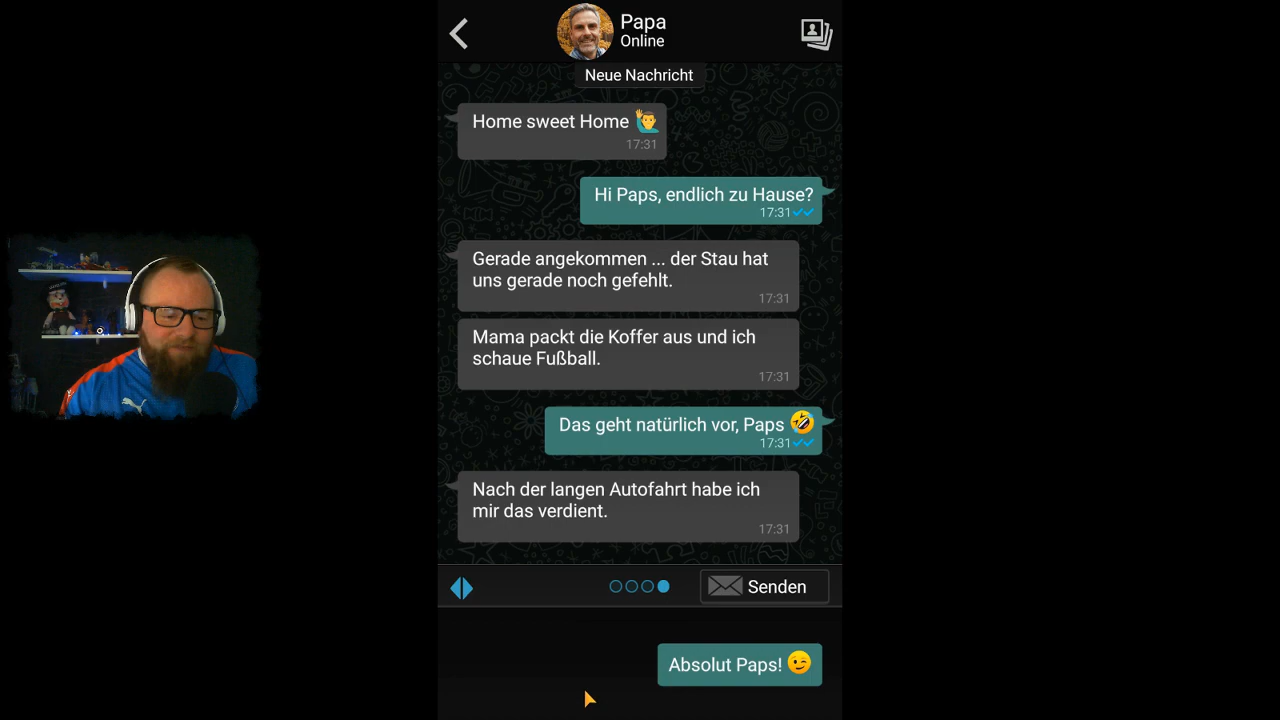 Papa
Online
Neue Nachricht
Home sweet Home 🙋‍♂️
17:31
Hi Paps, endlich zu Hause?
17:31
Gerade angekommen ... der Stau hat
uns gerade noch gefehlt.
17:31
Mama packt die Koffer aus und ich
schaue Fußball.
17:31
Das geht natürlich vor, Paps 🤣
17:31
Nach der langen Autofahrt habe ich
mir das verdient.
17:31
Senden
Absolut Paps! 😉